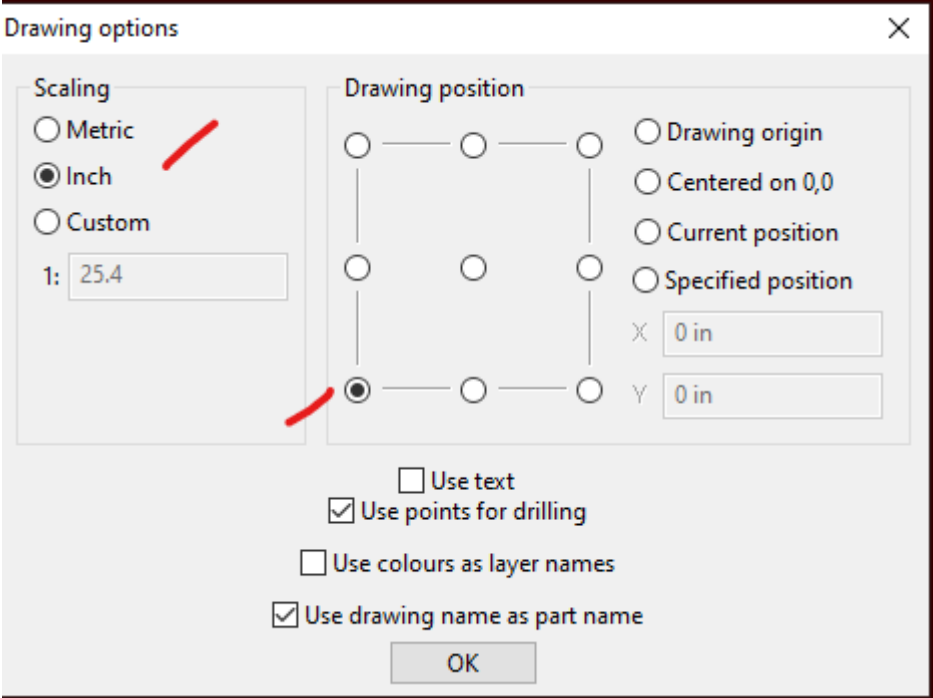 Drawing options
Scaling
Metric
Inch
Custom
1: 25.4
Drawing position
Drawing origin
Centered on 0,0
Current position
Specified position
X 0 in
Y 0 in
Use text
Use points for drilling
Use colours as layer names
Use drawing name as part name
OK